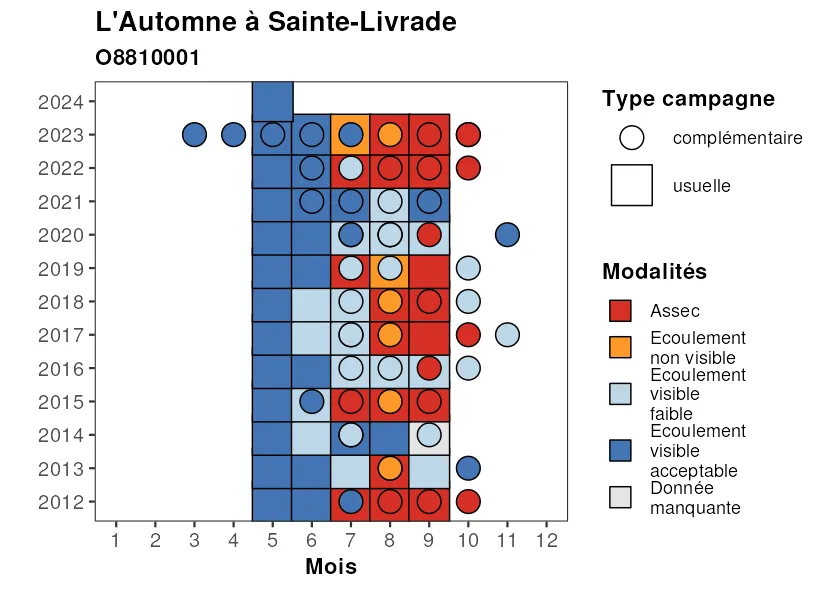 L'Automne à Sainte-Livrade
O8810001
2024
2023
2022
2021
2020
2019
2018
2017
2016
2015
2014
2013
2012
1 2 3 4 5 6 7 8 9 10 11 12
Mois
Type campagne
complémentaire
usuelle
Modalités
Assec
Ecoulement
non visible
Ecoulement
visible
faible
Ecoulement
visible
acceptable
Donnée
manquante